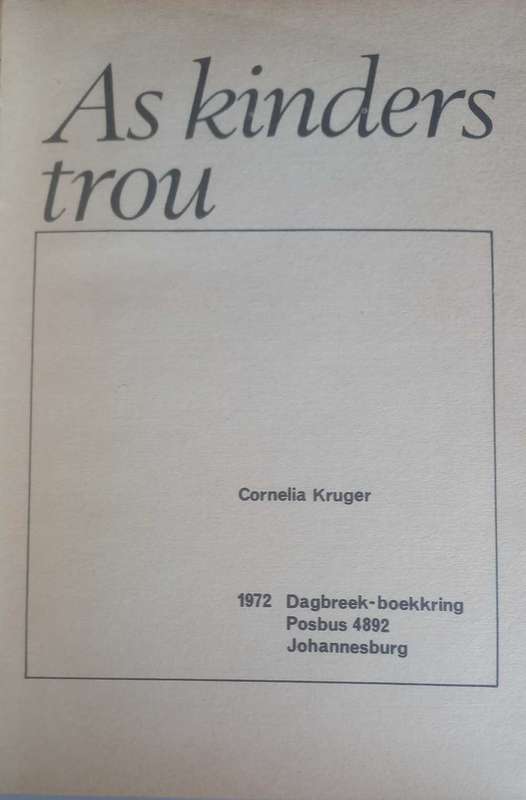 As kinders
trou
Cornelia Kruger
1972 Dagbreek-boekkring
Posbus 4892
Johannesburg